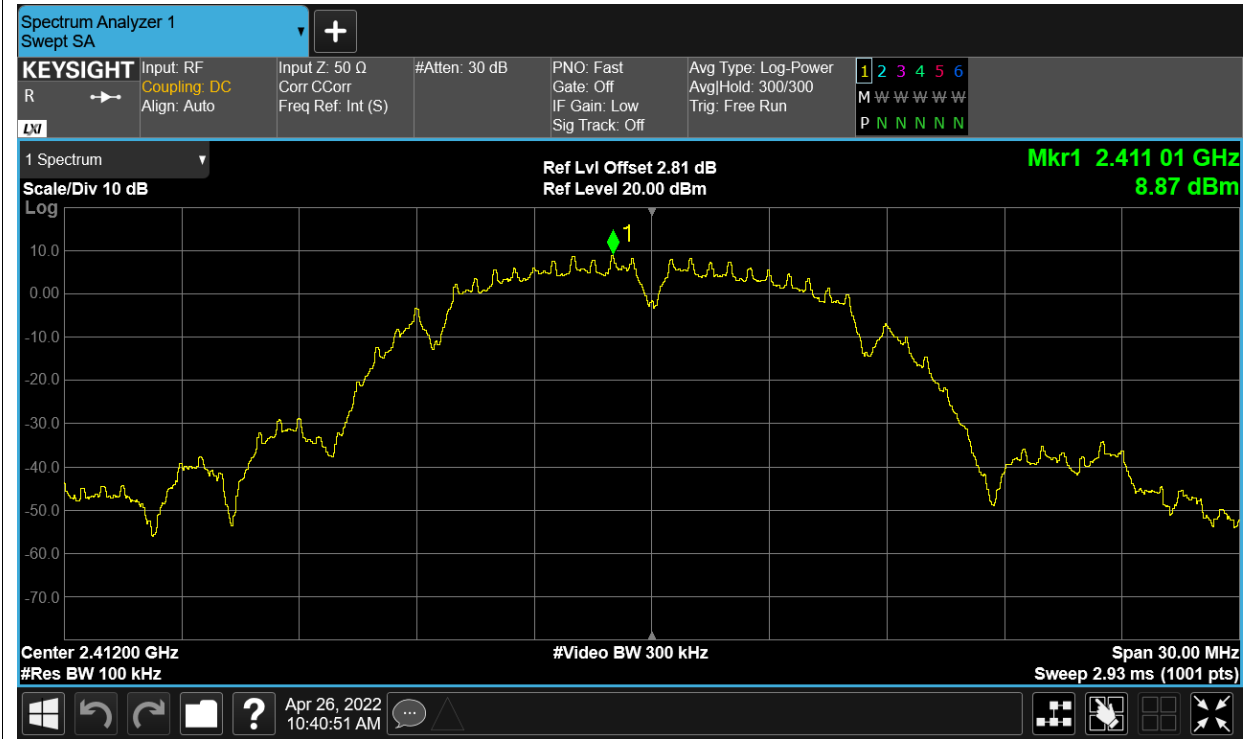 Spectrum Analyzer 1
Swept SA
KEYSIGHT
R
LXI
Input: RF
Coupling: DC
Align: Auto
Input Z: 50 Ω
Corr CCorr
Freq Ref: Int (S)
#Atten: 30 dB
PNO: Fast
Gate: Off
IF Gain: Low
Sig Track: Off
Avg Type: Log-Power
Avg|Hold: 300/300
Trig: Free Run
1 2 3 4 5 6
M W W W W W
P N N N N N
1 Spectrum
Scale/Div 10 dB
Log
Ref Lvl Offset 2.81 dB
Ref Level 20.00 dBm
Mkr1 2.411 01 GHz
8.87 dBm
1
10.0
0.00
-10.0
-20.0
-30.0
-40.0
-50.0
-60.0
-70.0
Center 2.41200 GHz
#Video BW 300 kHz
Span 30.00 MHz
#Res BW 100 kHz
Sweep 2.93 ms (1001 pts)
?
Apr 26, 2022
10:40:51 AM